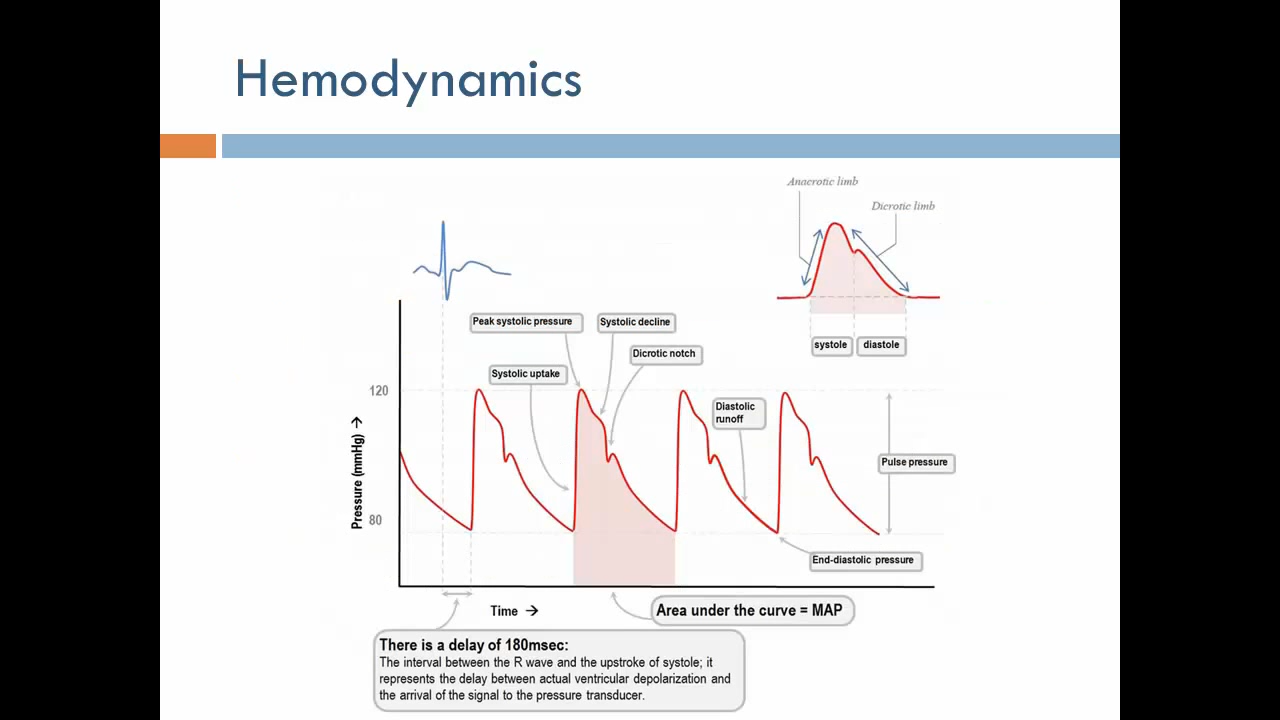 Hemodynamics
Anacrotic limb
Dicrotic limb
systole
diastole
Peak systolic pressure
Systolic decline
Dicrotic notch
Systolic uptake
Diastolic
runoff
Pulse pressure
End-diastolic pressure
120
80
Pressure (mmHg) →
Time →
Area under the curve = MAP
There is a delay of 180msec:
The interval between the R wave and the upstroke of systole; it
represents the delay between actual ventricular depolarization and
the arrival of the signal to the pressure transducer.